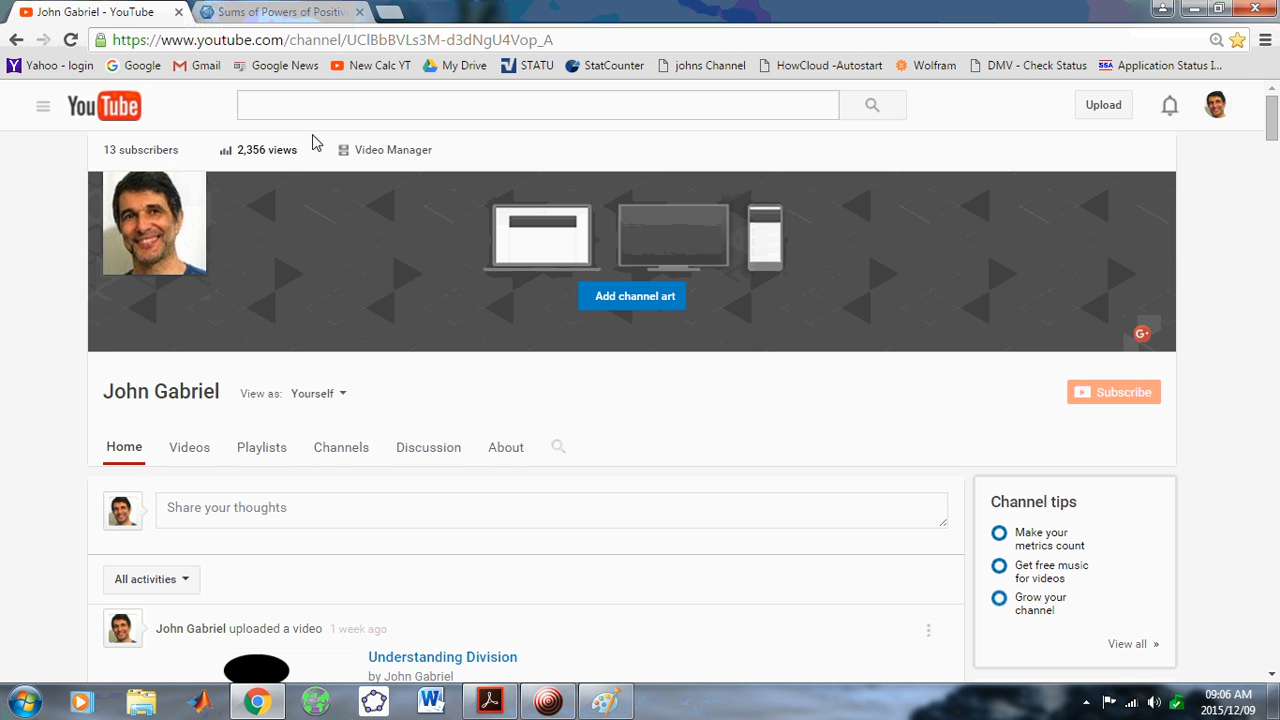 John Gabriel - YouTube
Sums of Powers of Positiv
https://www.youtube.com/channel/UClBbBVLs3M-d3dNgU4Vop_A
Yahoo - login
Google
Gmail
Google News
New Calc YT
My Drive
STATU
StatCounter
johns Channel
HowCloud -Autostart
Wolfram
DMV - Check Status
SSA
Application Status I...
YouTube
Upload
13 subscribers
2,356 views
Video Manager
Add channel art
G+
John Gabriel
View as:
Yourself
Subscribe
Home
Videos
Playlists
Channels
Discussion
About
Share your thoughts
Channel tips
Make your
metrics count
Get free music
for videos
Grow your
channel
View all »
All activities
John Gabriel uploaded a video 1 week ago
Understanding Division
by John Gabriel
09:06 AM
2015/12/09